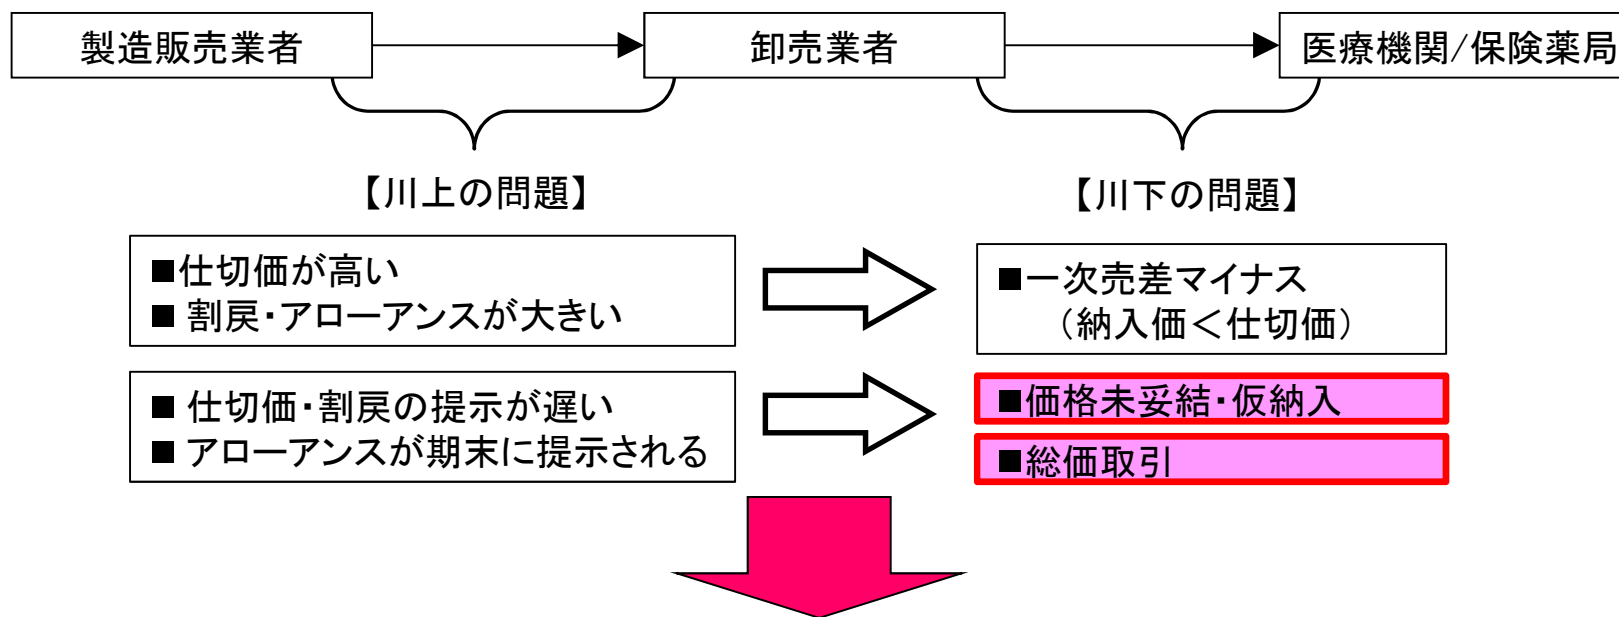 製造販売業者
卸売業者
医療機関/保険薬局
【川上の問題】
【川下の問題】
■仕切価が高い
■ 割戻・アローアンスが大きい
■一次売差マイナス
（納入価＜仕切価）
■ 仕切価・割戻の提示が遅い
■ アローアンスが期末に提示される
■価格未妥結・仮納入
■総価取引